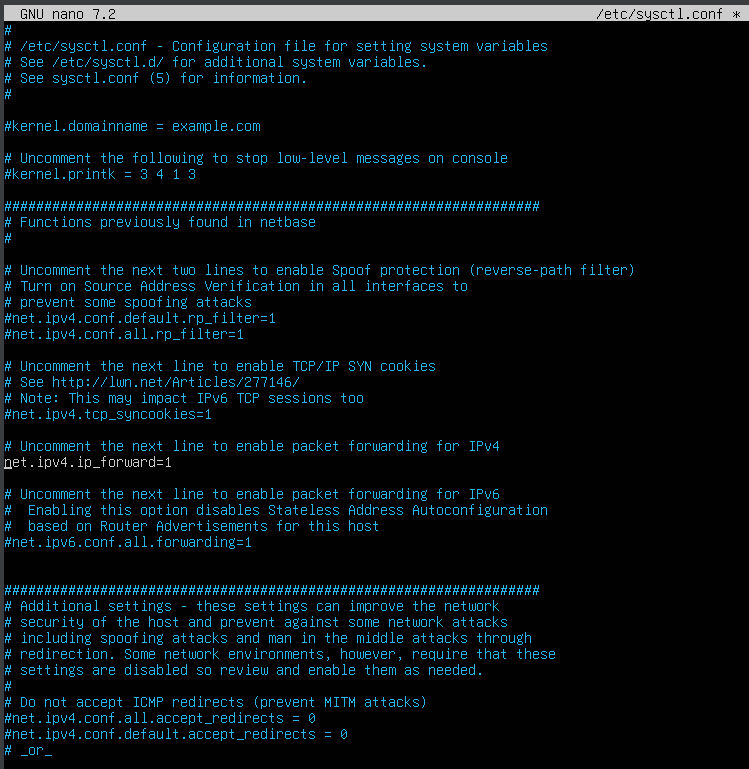 GNU nano 7.2 /etc/sysctl.conf *
#
# /etc/sysctl.conf - Configuration file for setting system variables
# See /etc/sysctl.d/ for additional system variables.
# See sysctl.conf (5) for information.
#
#kernel.domainname = example.com
# Uncomment the following to stop low-level messages on console
#kernel.printk = 3 4 1 3
###################################################################
# Functions previously found in netbase
#
# Uncomment the next two lines to enable Spoof protection (reverse-path filter)
# Turn on Source Address Verification in all interfaces to
# prevent some spoofing attacks
#net.ipv4.conf.default.rp_filter=1
#net.ipv4.conf.all.rp_filter=1
# Uncomment the next line to enable TCP/IP SYN cookies
# See http://lwn.net/Articles/277146/
# Note: This may impact IPv6 TCP sessions too
#net.ipv4.tcp_syncookies=1
# Uncomment the next line to enable packet forwarding for IPv4
net.ipv4.ip_forward=1
# Uncomment the next line to enable packet forwarding for IPv6
#  Enabling this option disables Stateless Address Autoconfiguration
#  based on Router Advertisements for this host
#net.ipv6.conf.all.forwarding=1
###################################################################
# Additional settings - these settings can improve the network
# security of the host and prevent against some network attacks
# including spoofing attacks and man in the middle attacks through
# redirection. Some network environments, however, require that these
# settings are disabled so review and enable them as needed.
#
# Do not accept ICMP redirects (prevent MITM attacks)
#net.ipv4.conf.all.accept_redirects = 0
#net.ipv4.conf.default.accept_redirects = 0
# _or_